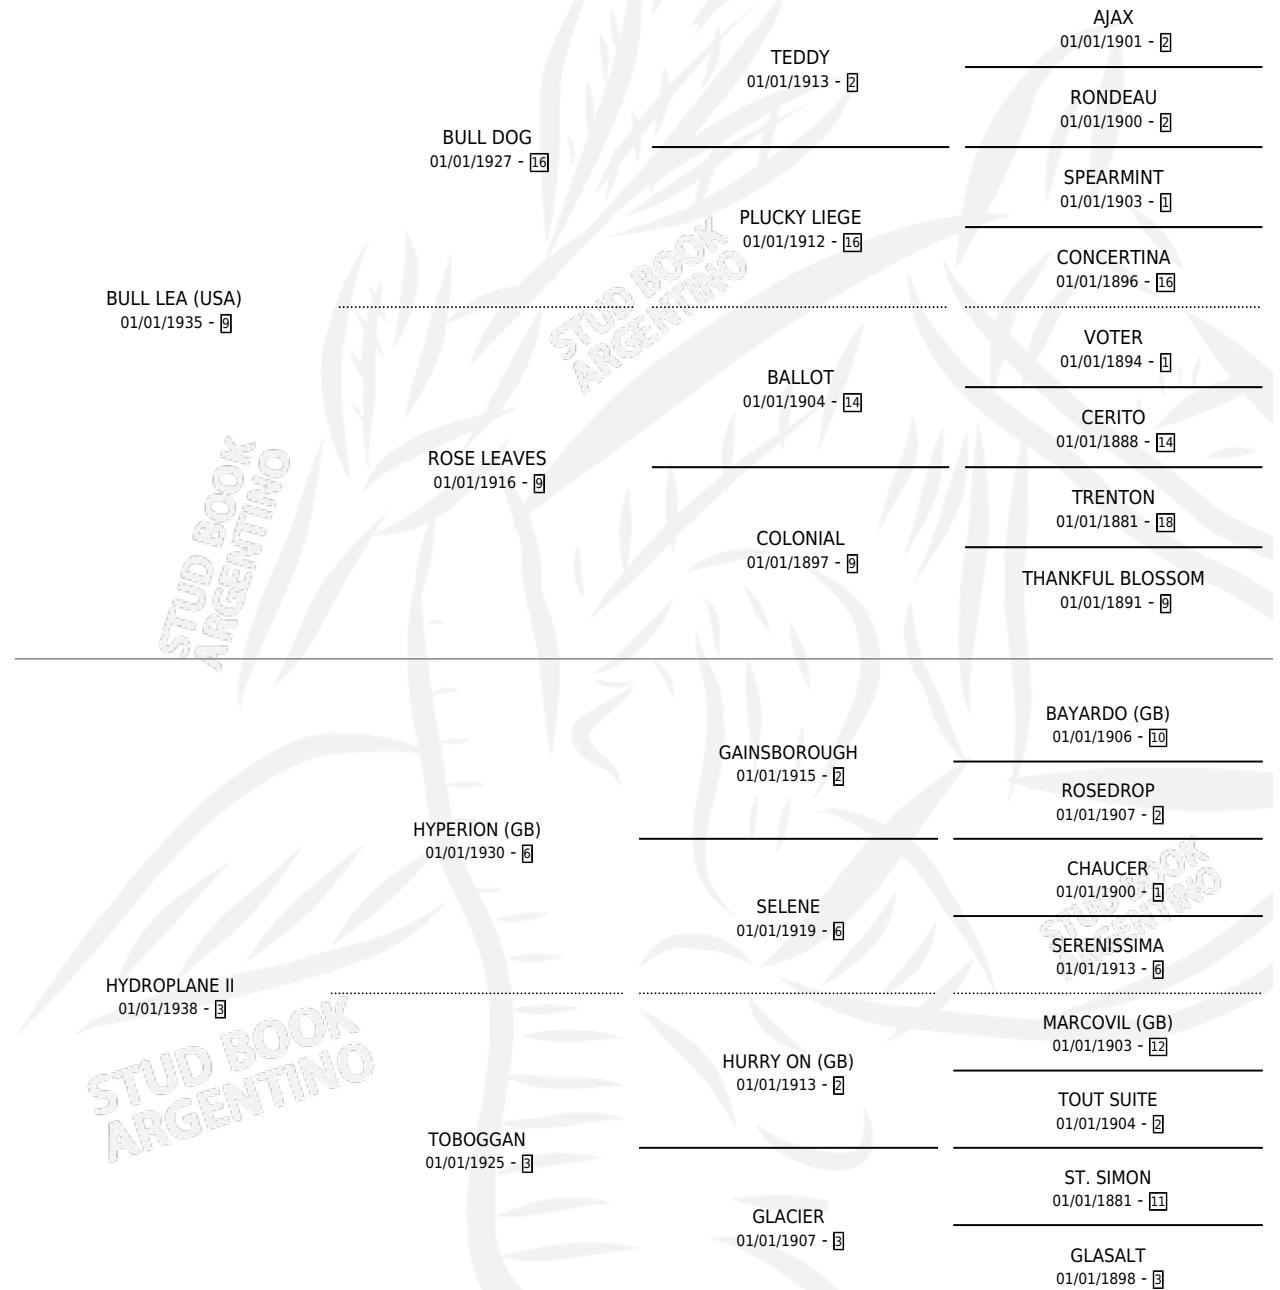 AJAX
01/01/1901 - 2
TEDDY
01/01/1913 - 2
RONDEAU
01/01/1900 - 2
BULL DOG
01/01/1927 - 16
SPEARMINT
01/01/1903 - 1
PLUCKY LIEGE
01/01/1912 - 16
CONCERTINA
01/01/1896 - 16
BULL LEA (USA)
01/01/1935 - 9
STUD BOOK
ARGENTINO
VOTER
01/01/1894 - 1
BALLOT
01/01/1904 - 14
CERITO
01/01/1888 - 14
ROSE LEAVES
01/01/1916 - 9
TRENTON
01/01/1881 - 18
COLONIAL
01/01/1897 - 9
THANKFUL BLOSSOM
01/01/1891 - 9
STUD BOOK
ARGENTINO
BAYARDO (GB)
01/01/1906 - 10
GAINSBOROUGH
01/01/1915 - 2
ROSEDROP
01/01/1907 - 2
HYPERION (GB)
01/01/1930 - 6
CHAUCER
01/01/1900 - 1
SELENE
01/01/1919 - 6
STUD BOOK
ARGENTINO
SERENISSIMA
01/01/1913 - 6
HYDROPLANE II
01/01/1938 - 3
MARCOVIL (GB)
01/01/1903 - 12
HURRY ON (GB)
01/01/1913 - 2
STUD BOOK
ARGENTINO
TOUT SUITE
01/01/1904 - 2
TOBOGGAN
01/01/1925 - 3
ST. SIMON
01/01/1881 - 11
GLACIER
01/01/1907 - 3
GLASALT
01/01/1898 - 3